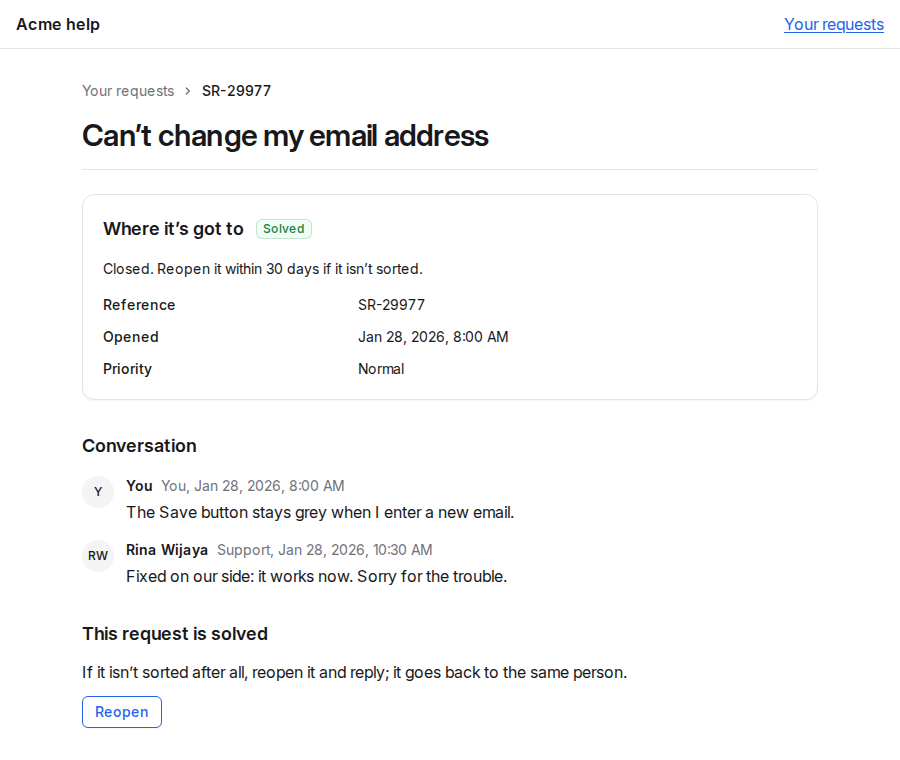 Acme help
Your requests
Your requests > SR-29977
Can’t change my email address
Where it’s got to
Solved
Closed. Reopen it within 30 days if it isn’t sorted.
Reference SR-29977
Opened Jan 28, 2026, 8:00 AM
Priority Normal
Conversation
Y
You You, Jan 28, 2026, 8:00 AM
The Save button stays grey when I enter a new email.
RW
Rina Wijaya Support, Jan 28, 2026, 10:30 AM
Fixed on our side: it works now. Sorry for the trouble.
This request is solved
If it isn’t sorted after all, reopen it and reply; it goes back to the same person.
Reopen